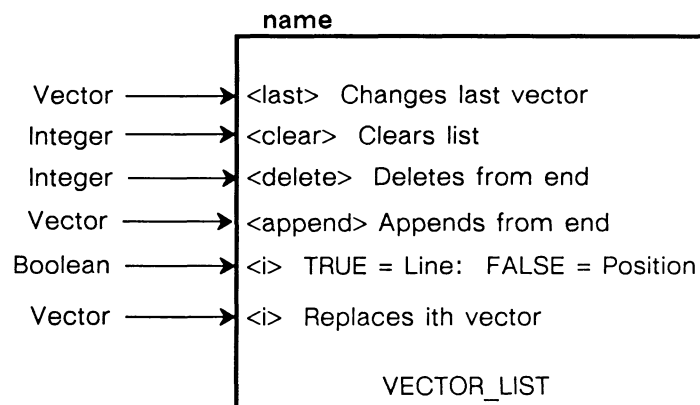 name
Vector <last> Changes last vector
Integer <clear> Clears list
Integer <delete> Deletes from end
Vector <append> Appends from end
Boolean <i> TRUE = Line: FALSE = Position
Vector <i> Replaces ith vector
VECTOR_LIST